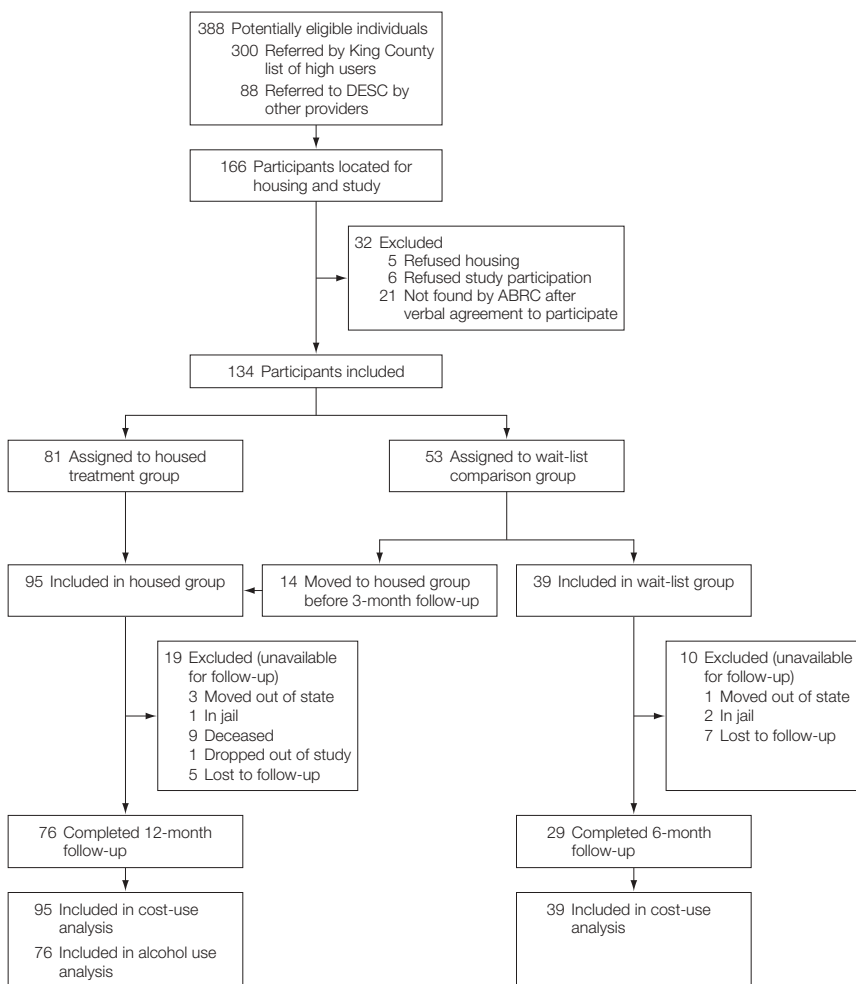 388 Potentially eligible individuals
300 Referred by King County
list of high users
88 Referred to DESC by
other providers
166 Participants located for
housing and study
32 Excluded
5 Refused housing
6 Refused study participation
21 Not found by ABRC after
verbal agreement to participate
134 Participants included
81 Assigned to housed
treatment group
53 Assigned to wait-list
comparison group
95 Included in housed group
14 Moved to housed group
before 3-month follow-up
39 Included in wait-list group
19 Excluded (unavailable
for follow-up)
3 Moved out of state
1 In jail
9 Deceased
1 Dropped out of study
5 Lost to follow-up
10 Excluded (unavailable
for follow-up)
1 Moved out of state
2 In jail
7 Lost to follow-up
76 Completed 12-month
follow-up
29 Completed 6-month
follow-up
95 Included in cost-use
analysis
76 Included in alcohol use
analysis
39 Included in cost-use
analysis